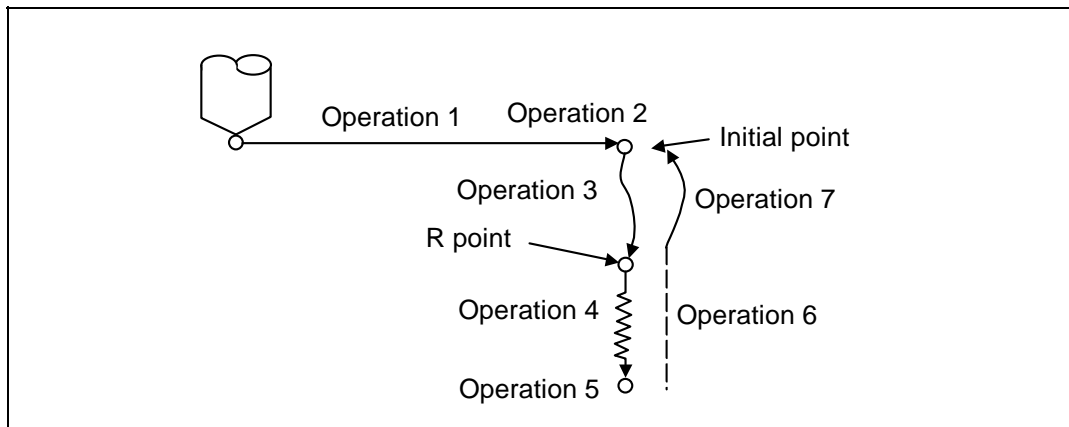 Operation 1
Operation 2
Initial point
Operation 3
Operation 7
R point
Operation 4
Operation 6
Operation 5